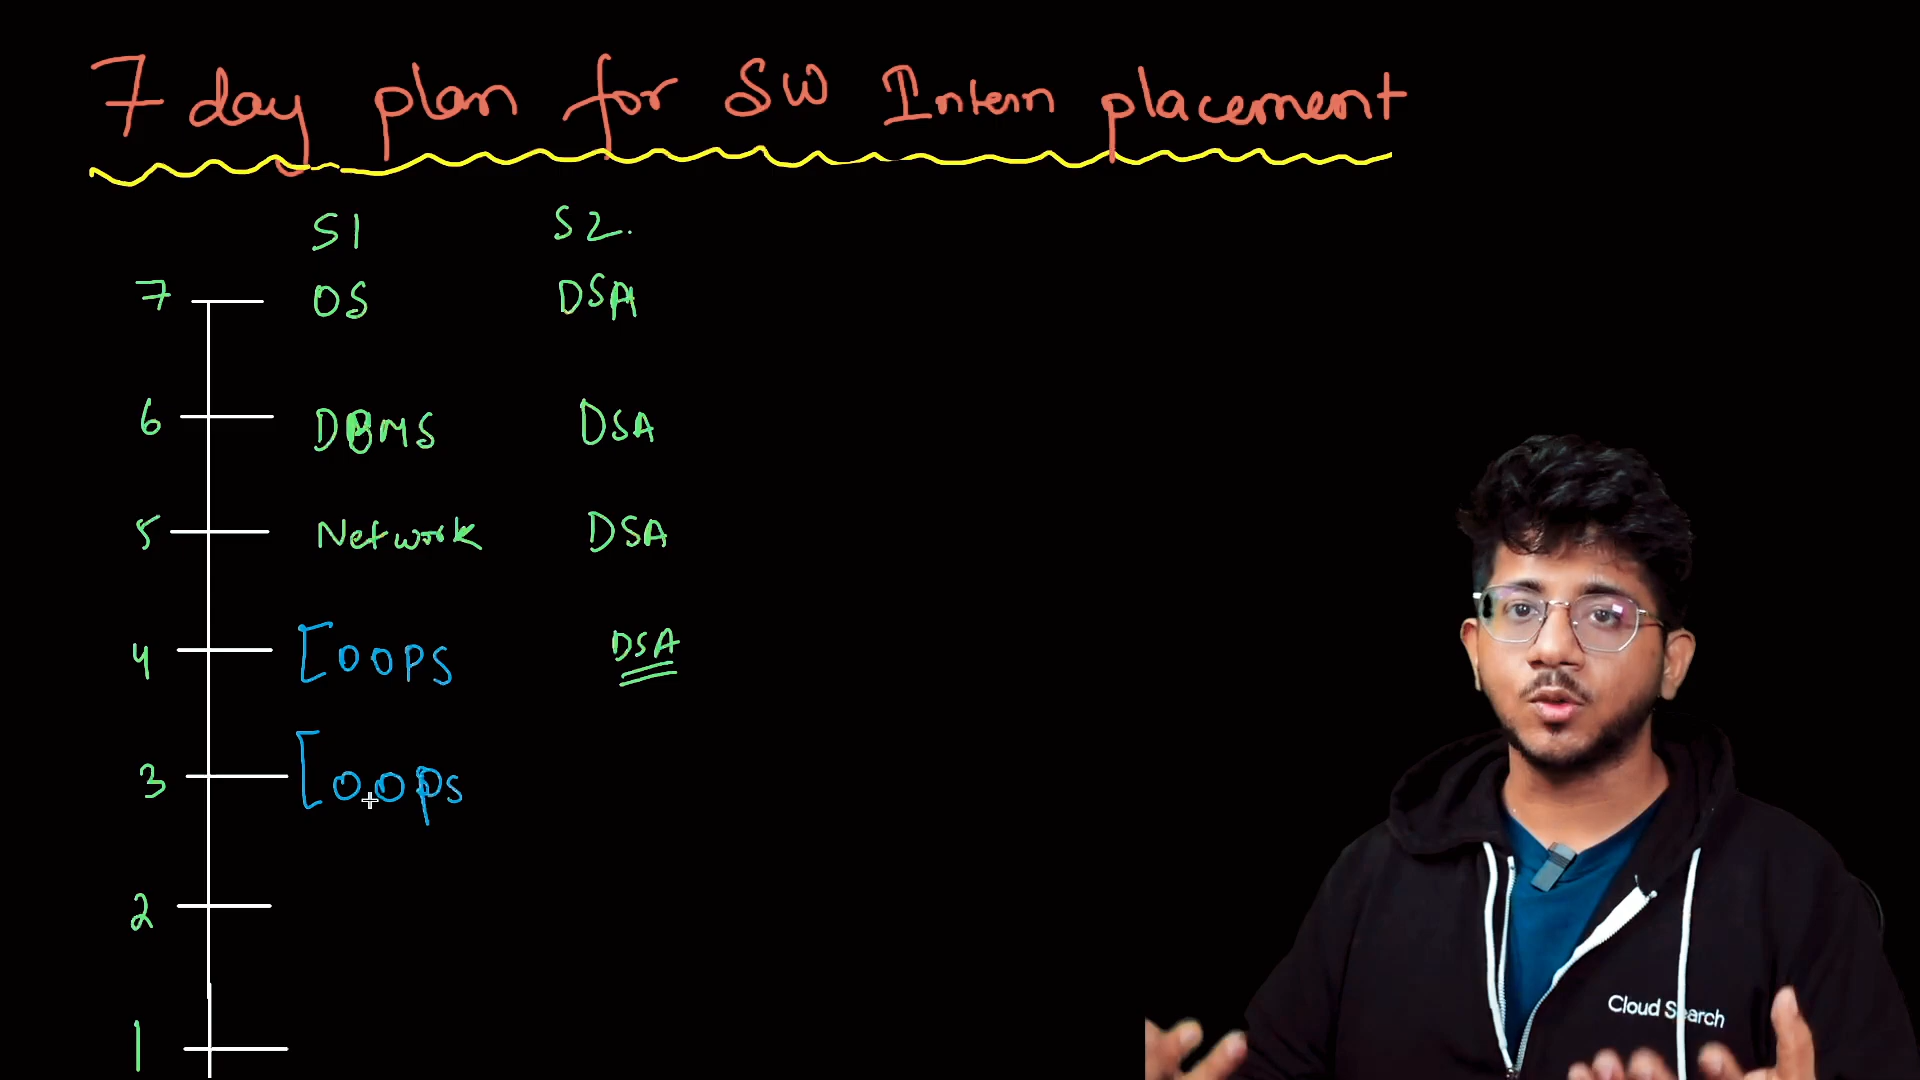 7 day plan for SW Intern placement
S1 S2.
7 OS DSA
6 DBMS DSA
5 Network DSA
4 [OOPS DSA
3 [OOPS
2
1
Cloud Search